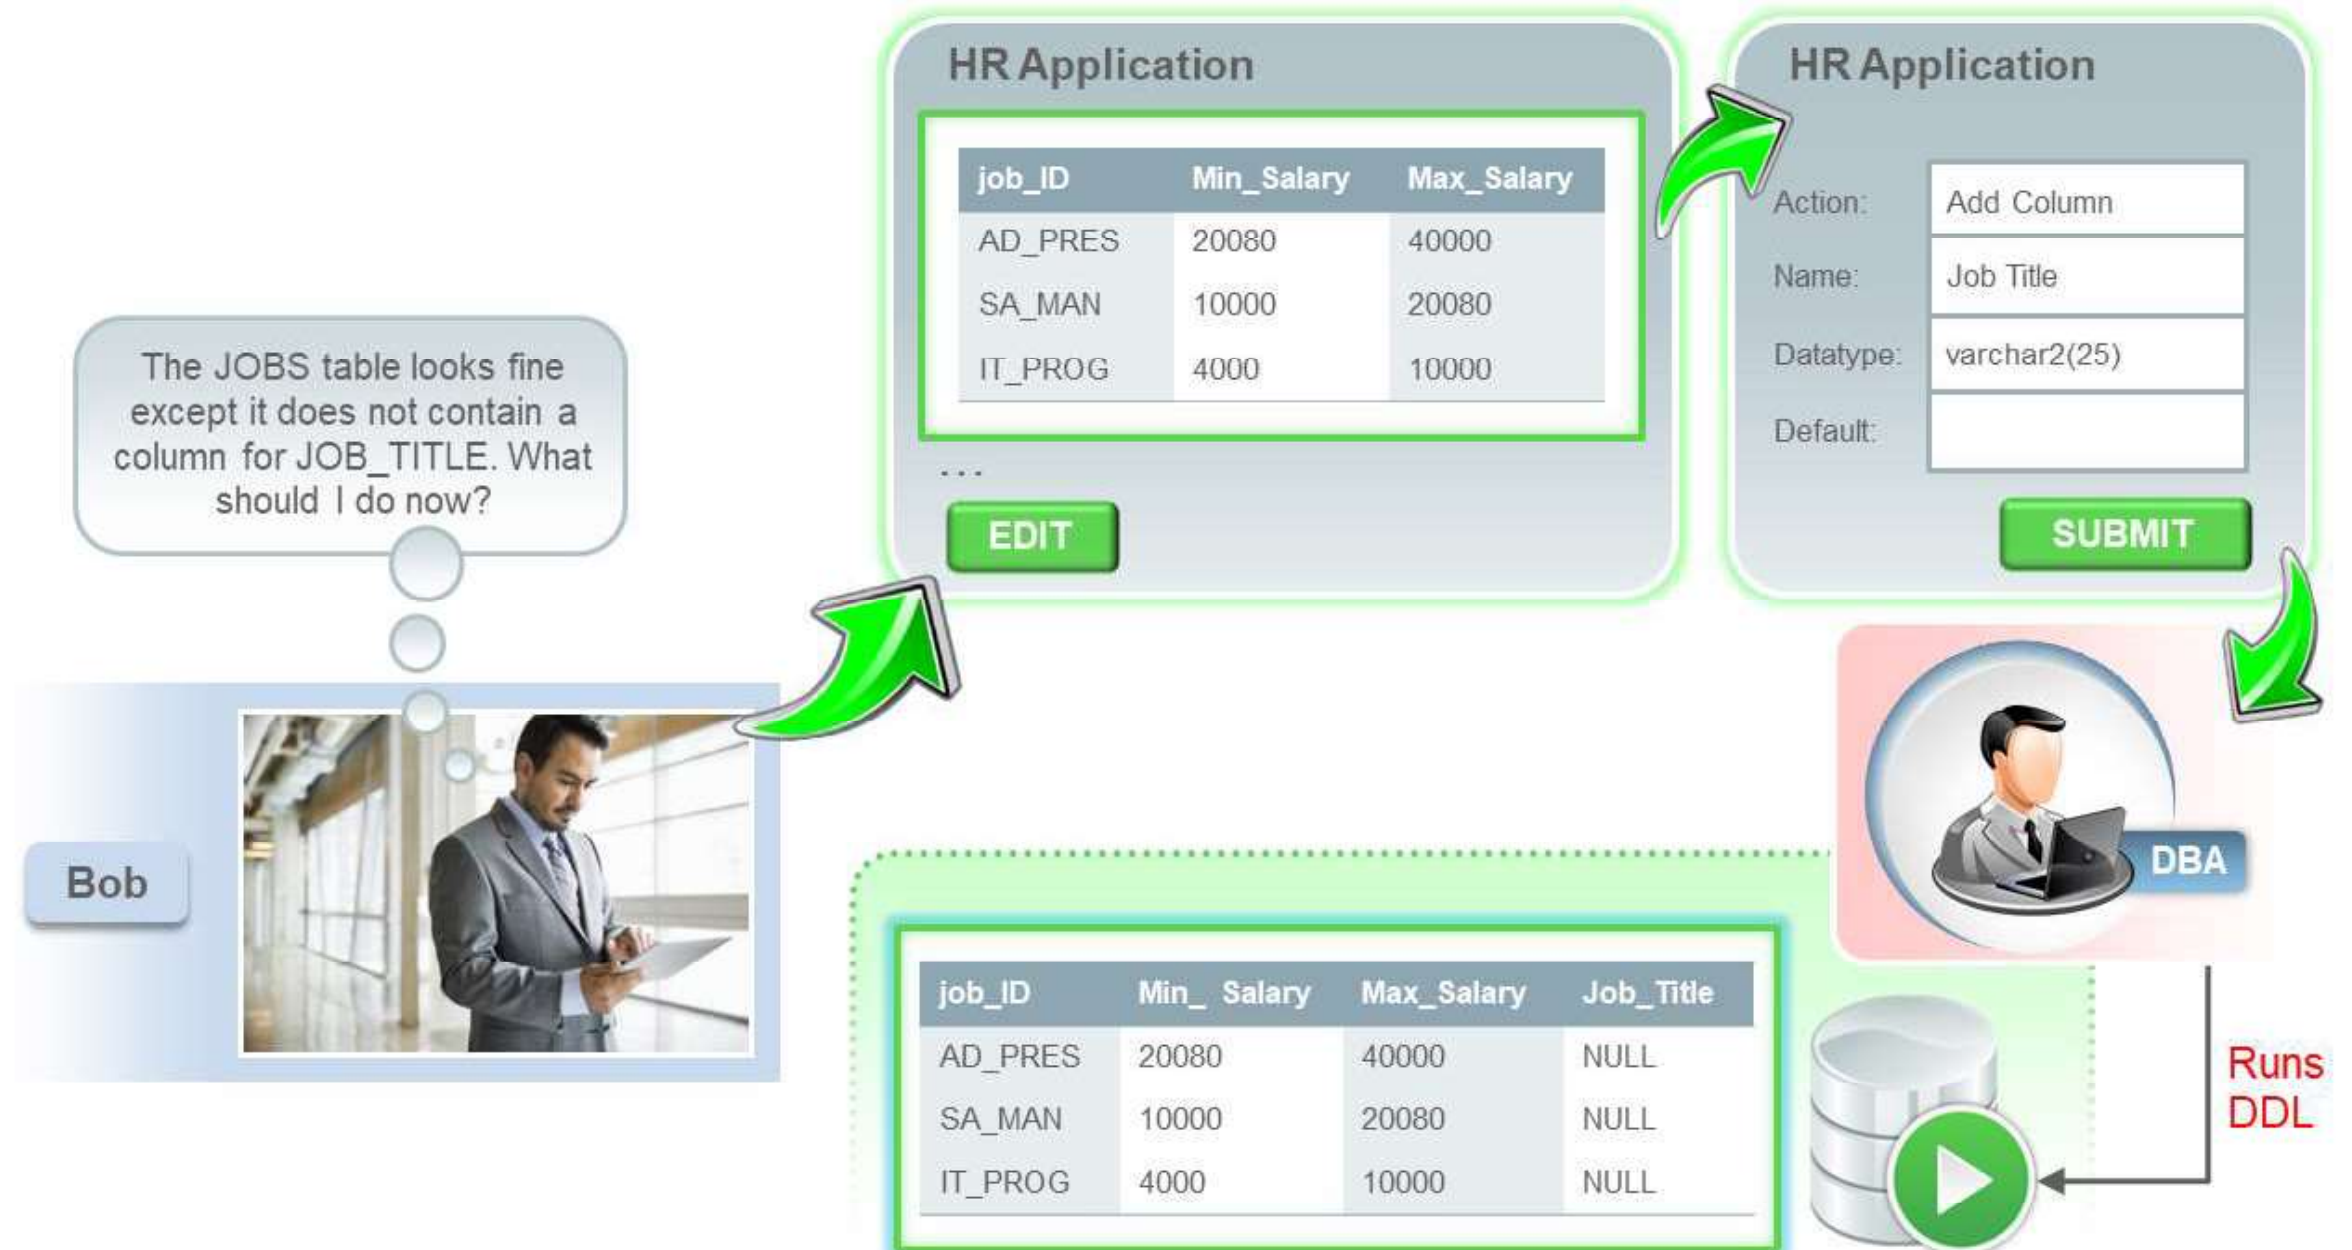 The JOBS table looks fine
except it does not contain a
column for JOB_TITLE. What
should I do now?
Bob
HR Application
job_ID Min_Salary Max_Salary
AD_PRES 20080 40000
SA_MAN 10000 20080
IT_PROG 4000 10000
...
EDIT
HR Application
Action: Add Column
Name: Job Title
Datatype: varchar2(25)
Default:
SUBMIT
DBA
Runs
DDL
job_ID Min_ Salary Max_Salary Job_Title
AD_PRES 20080 40000 NULL
SA_MAN 10000 20080 NULL
IT_PROG 4000 10000 NULL